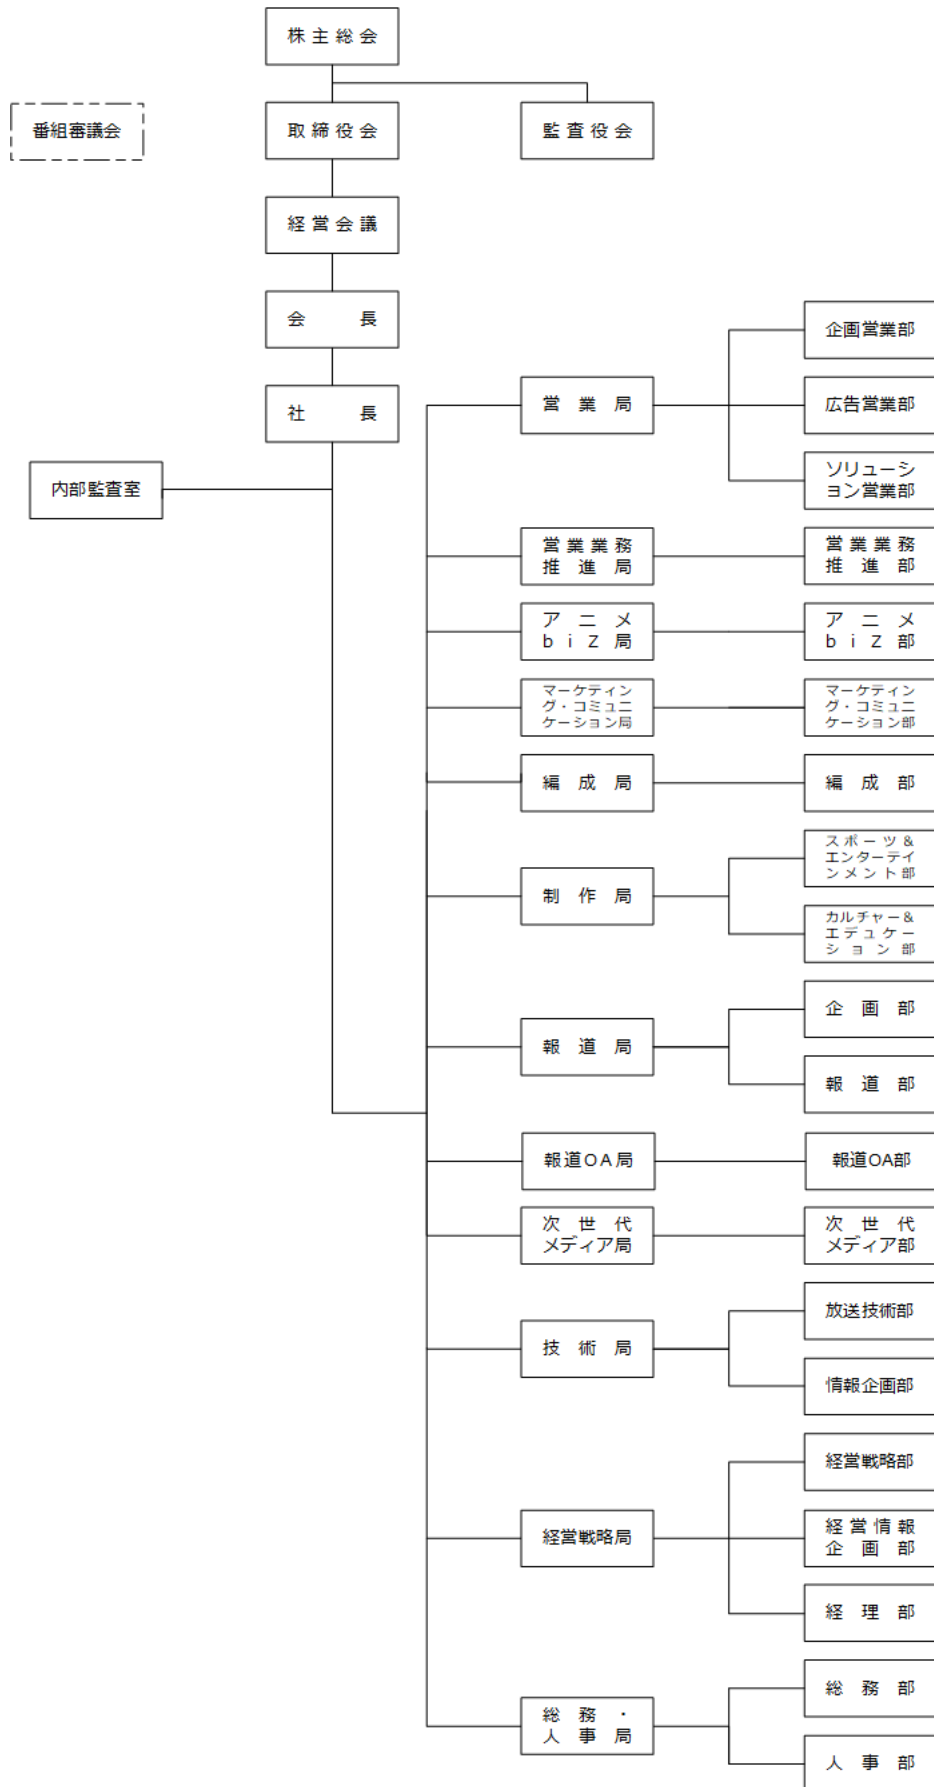 株主総会
番組審議会
取締役会
監査役会
経営会議
会長
社長
内部監査室
営業局
企画営業部
広告営業部
ソリューシ
ョン営業部
営業業務
推進局
営業業務
推進部
アニメ
biZ局
アニメ
biZ部
マーケティン
グ・コミュニ
ケーション局
マーケティン
グ・コミュニ
ケーション部
編成局
編成部
制作局
スポーツ&
エンターテイ
ンメント部
カルチャー&
エデュケー
ション部
報道局
企画部
報道部
報道OA局
報道OA部
次世代
メディア局
次世代
メディア部
技術局
放送技術部
情報企画部
経営戦略局
経営戦略部
経営情報
企画部
経理部
総務・
人事局
総務部
人事部